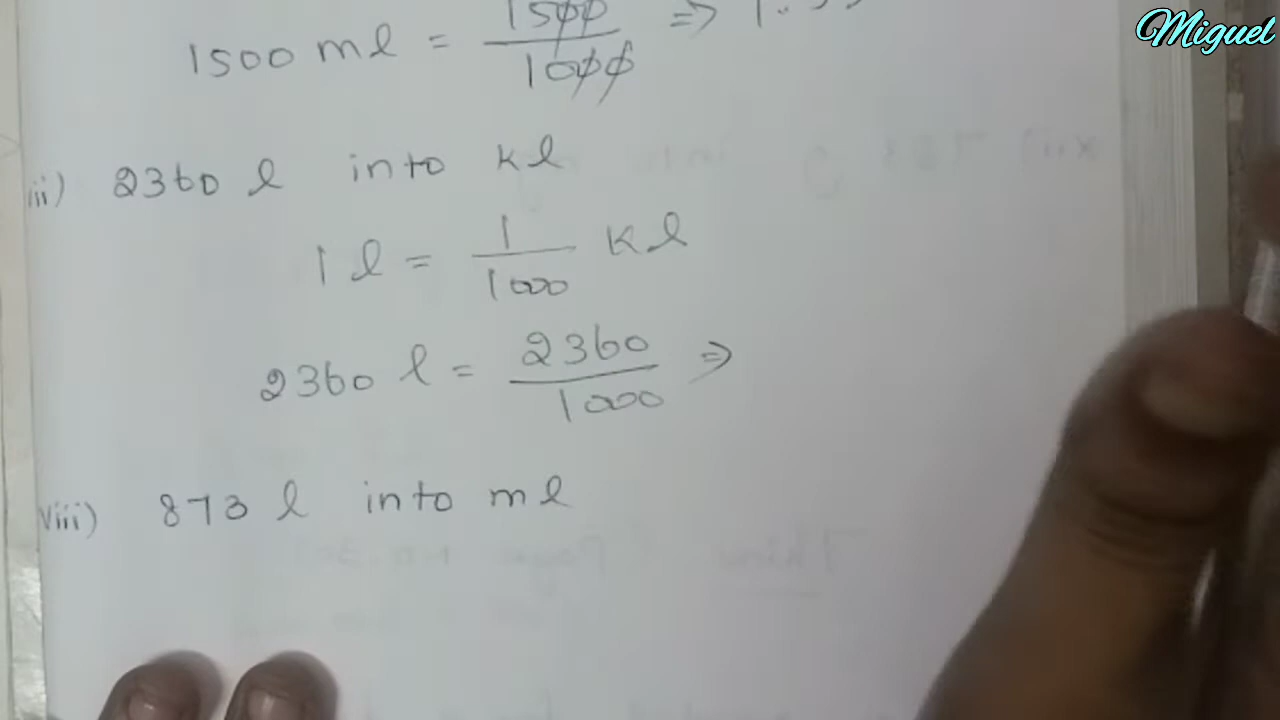 Miguel
1500 ml = 1500 ⇒
1000
iii) 2360 l into kl
1 l = 1 kl
1000
2360 l = 2360 ⇒
1000
viii) 873 l into ml